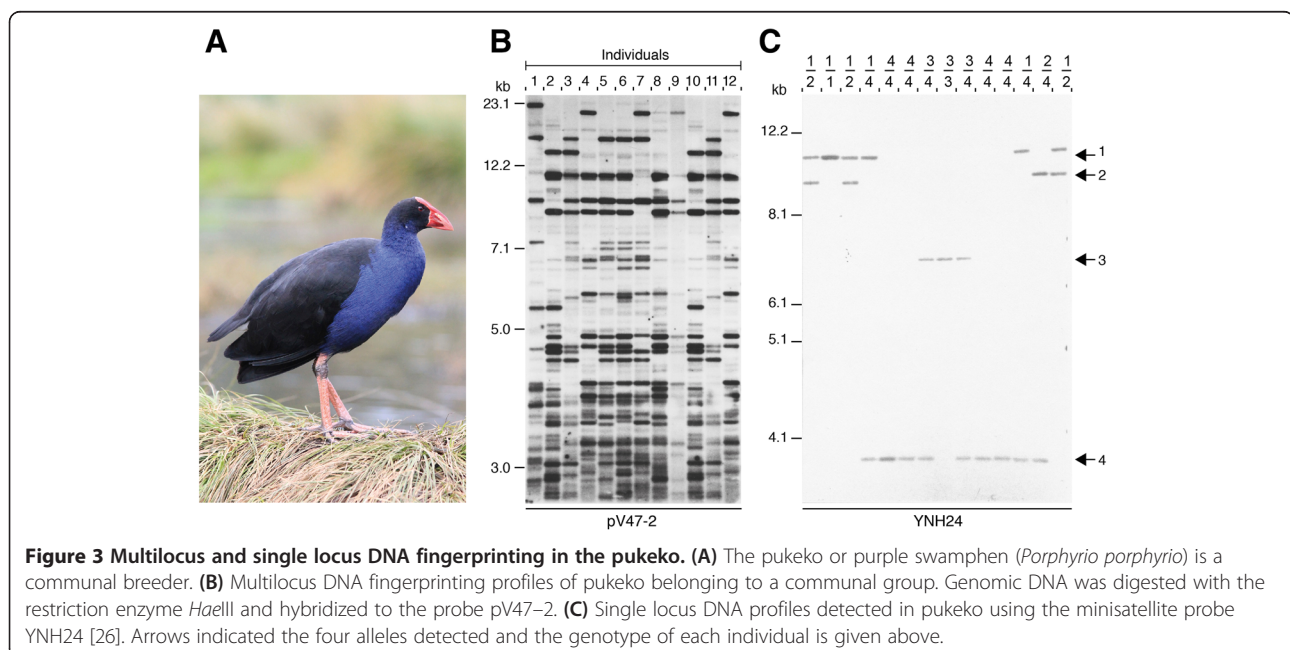 A
B
C
Individuals
1 2 3 4 5 6 7 8 9 10 11 12
kb
23.1
12.2
7.1
5.0
3.0
pV47-2
1/2 1/1 1/2 1/4 4/4 4/4 3/4 3/3 3/4 4/4 4/4 1/4 2/4 1/2
kb
12.2
8.1
6.1
5.1
4.1
1
2
3
4
YNH24
Figure 3 Multilocus and single locus DNA fingerprinting in the pukeko. (A) The pukeko or purple swamphen (Porphyrio porphyrio) is a
communal breeder. (B) Multilocus DNA fingerprinting profiles of pukeko belonging to a communal group. Genomic DNA was digested with the
restriction enzyme HaeIII and hybridized to the probe pV47–2. (C) Single locus DNA profiles detected in pukeko using the minisatellite probe
YNH24 [26]. Arrows indicated the four alleles detected and the genotype of each individual is given above.